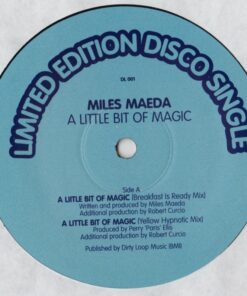 LIMITED EDITION DISCO SINGLE
DL 001
MILES MAEDA
A LITTLE BIT OF MAGIC
Side A
A LITTLE BIT OF MAGIC (Breakfast is Ready Mix)
Written and produced by Miles Maeda
Additional production by Robert Curcio
A LITTLE BIT OF MAGIC (Yellow Hypnotic Mix)
Produced by Perry 'Paris' Ellis
Additional production of Robert Curcio
Published by Dirty Loop Music (BMI)